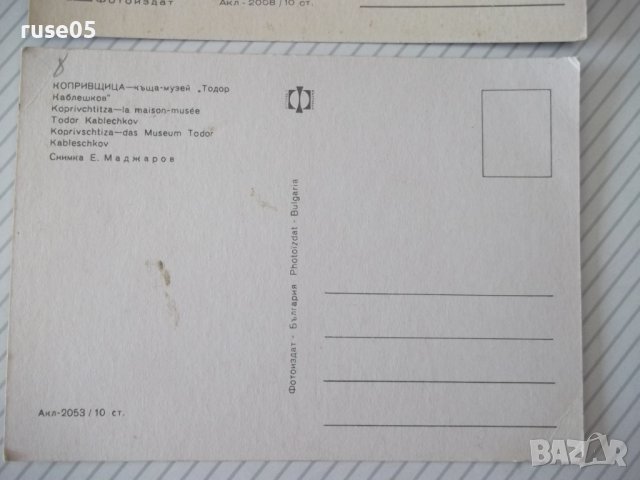 Фотоиздат
Акл-2008/10 ст.
ruse05
8
КОПРИВЩИЦА—къща-музей „Тодор
Каблешков"
Koprivchtitza—la maison-musée
Todor Kablechkov
Koprivschtiza—das Museum Todor
Kableschkov
Снимка Е. Маджаров
Фотоиздат - България Photoizdat - Bulgaria
Акл-2053/10 ст.
BAZAR
bg